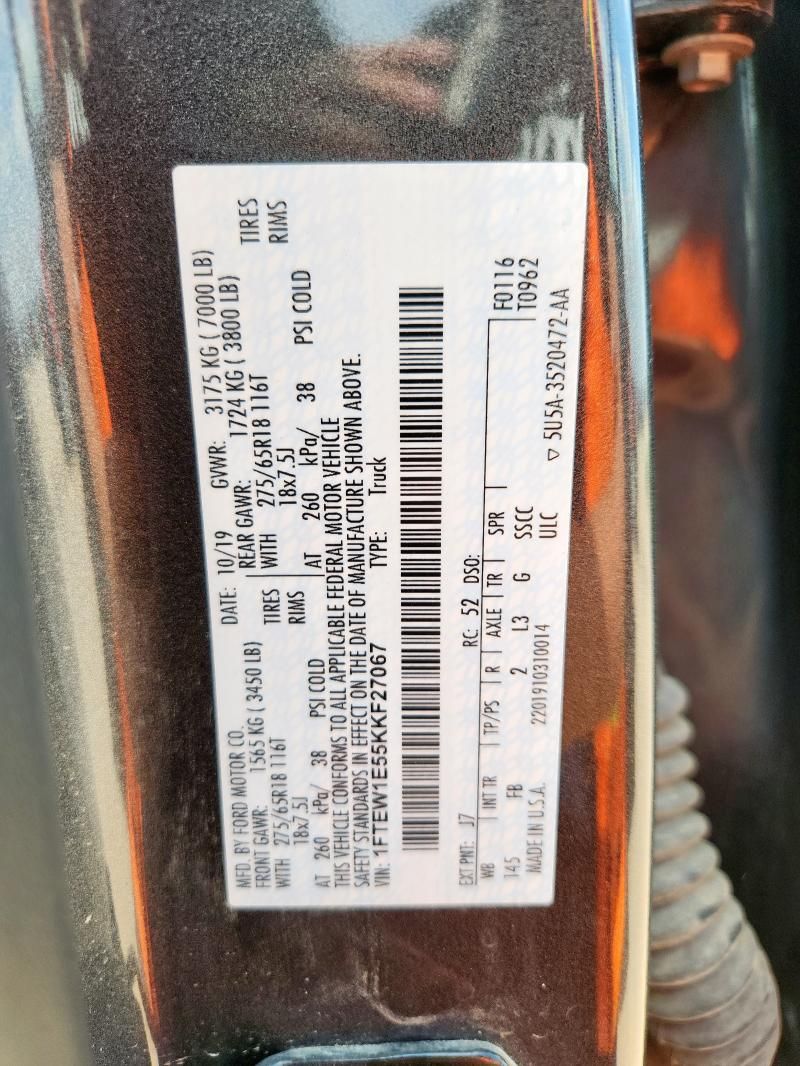 MFD. BY FORD MOTOR CO. DATE: 10/19 GVWR: 3175 KG ( 7000 LB)
FRONT GAWR: 1565 KG ( 3450 LB) REAR GAWR: 1724 KG ( 3800 LB)
WITH 275/65R18 116T TIRES WITH 275/65R18 116T TIRES
18x7.5J RIMS 18x7.5J RIMS
AT 260 kPa/ 38 PSI COLD AT 260 kPa/ 38 PSI COLD
THIS VEHICLE CONFORMS TO ALL APPLICABLE FEDERAL MOTOR VEHICLE
SAFETY STANDARDS IN EFFECT ON THE DATE OF MANUFACTURE SHOWN ABOVE.
VIN: 1FTEW1E55KKF27067 TYPE: Truck
EXT PNT: J7 RC: 52 DSO:
WB INT TR TP/PS R AXLE TR SPR F0116
145 FB 2 L3 G SSCC T0962
MADE IN U.S.A. 2201910310014 ULC ▽ 5U5A-3520472-AA